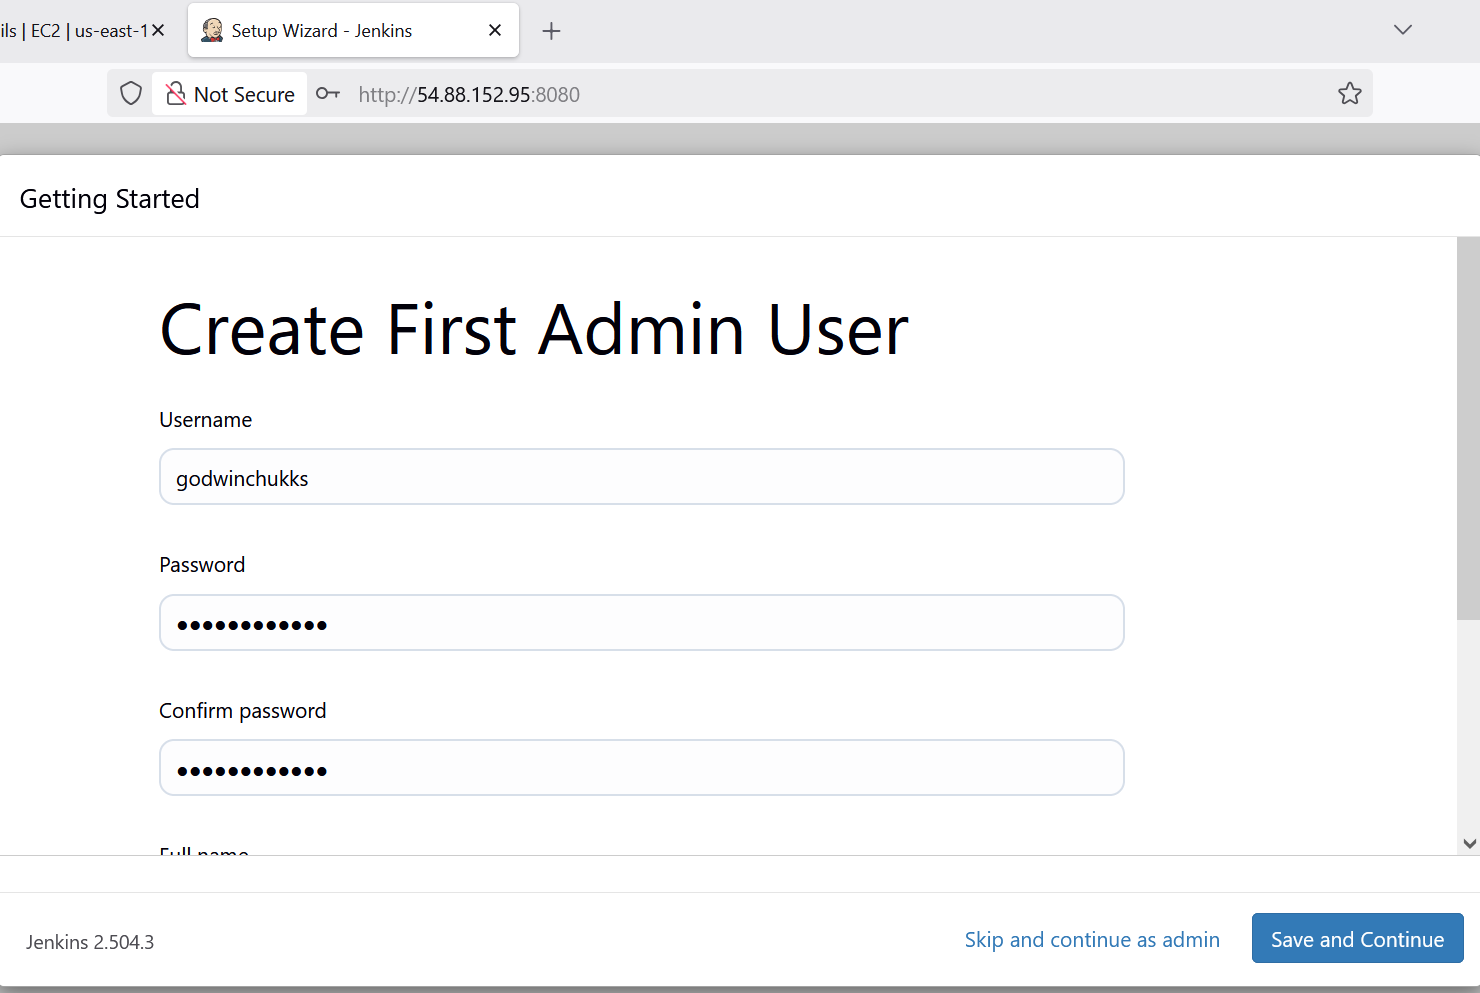 ils | EC2 | us-east-1
Setup Wizard - Jenkins
Not Secure
http://54.88.152.95:8080
Getting Started
Create First Admin User
Username
godwinchukks
Password
••••••••••••
Confirm password
••••••••••••
Full name
Jenkins 2.504.3
Skip and continue as admin
Save and Continue